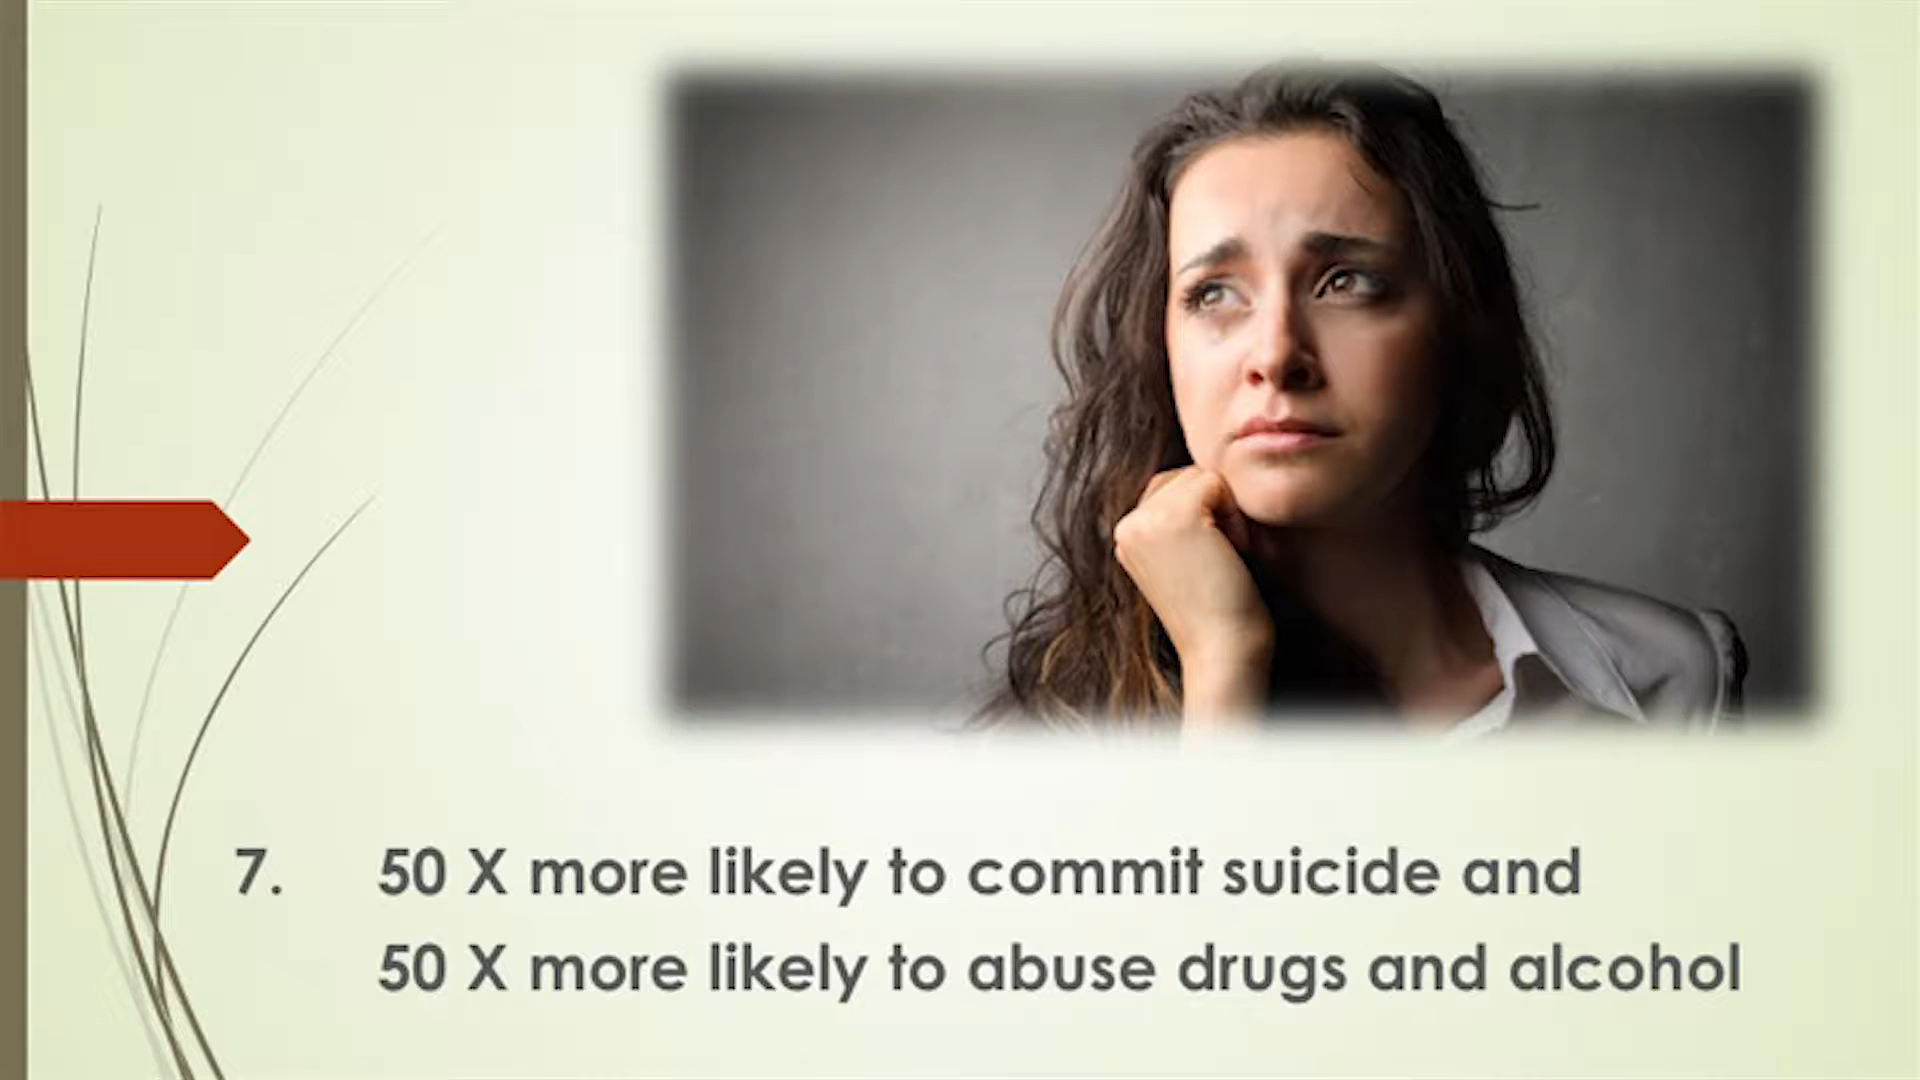 7. 50 X more likely to commit suicide and
50 X more likely to abuse drugs and alcohol